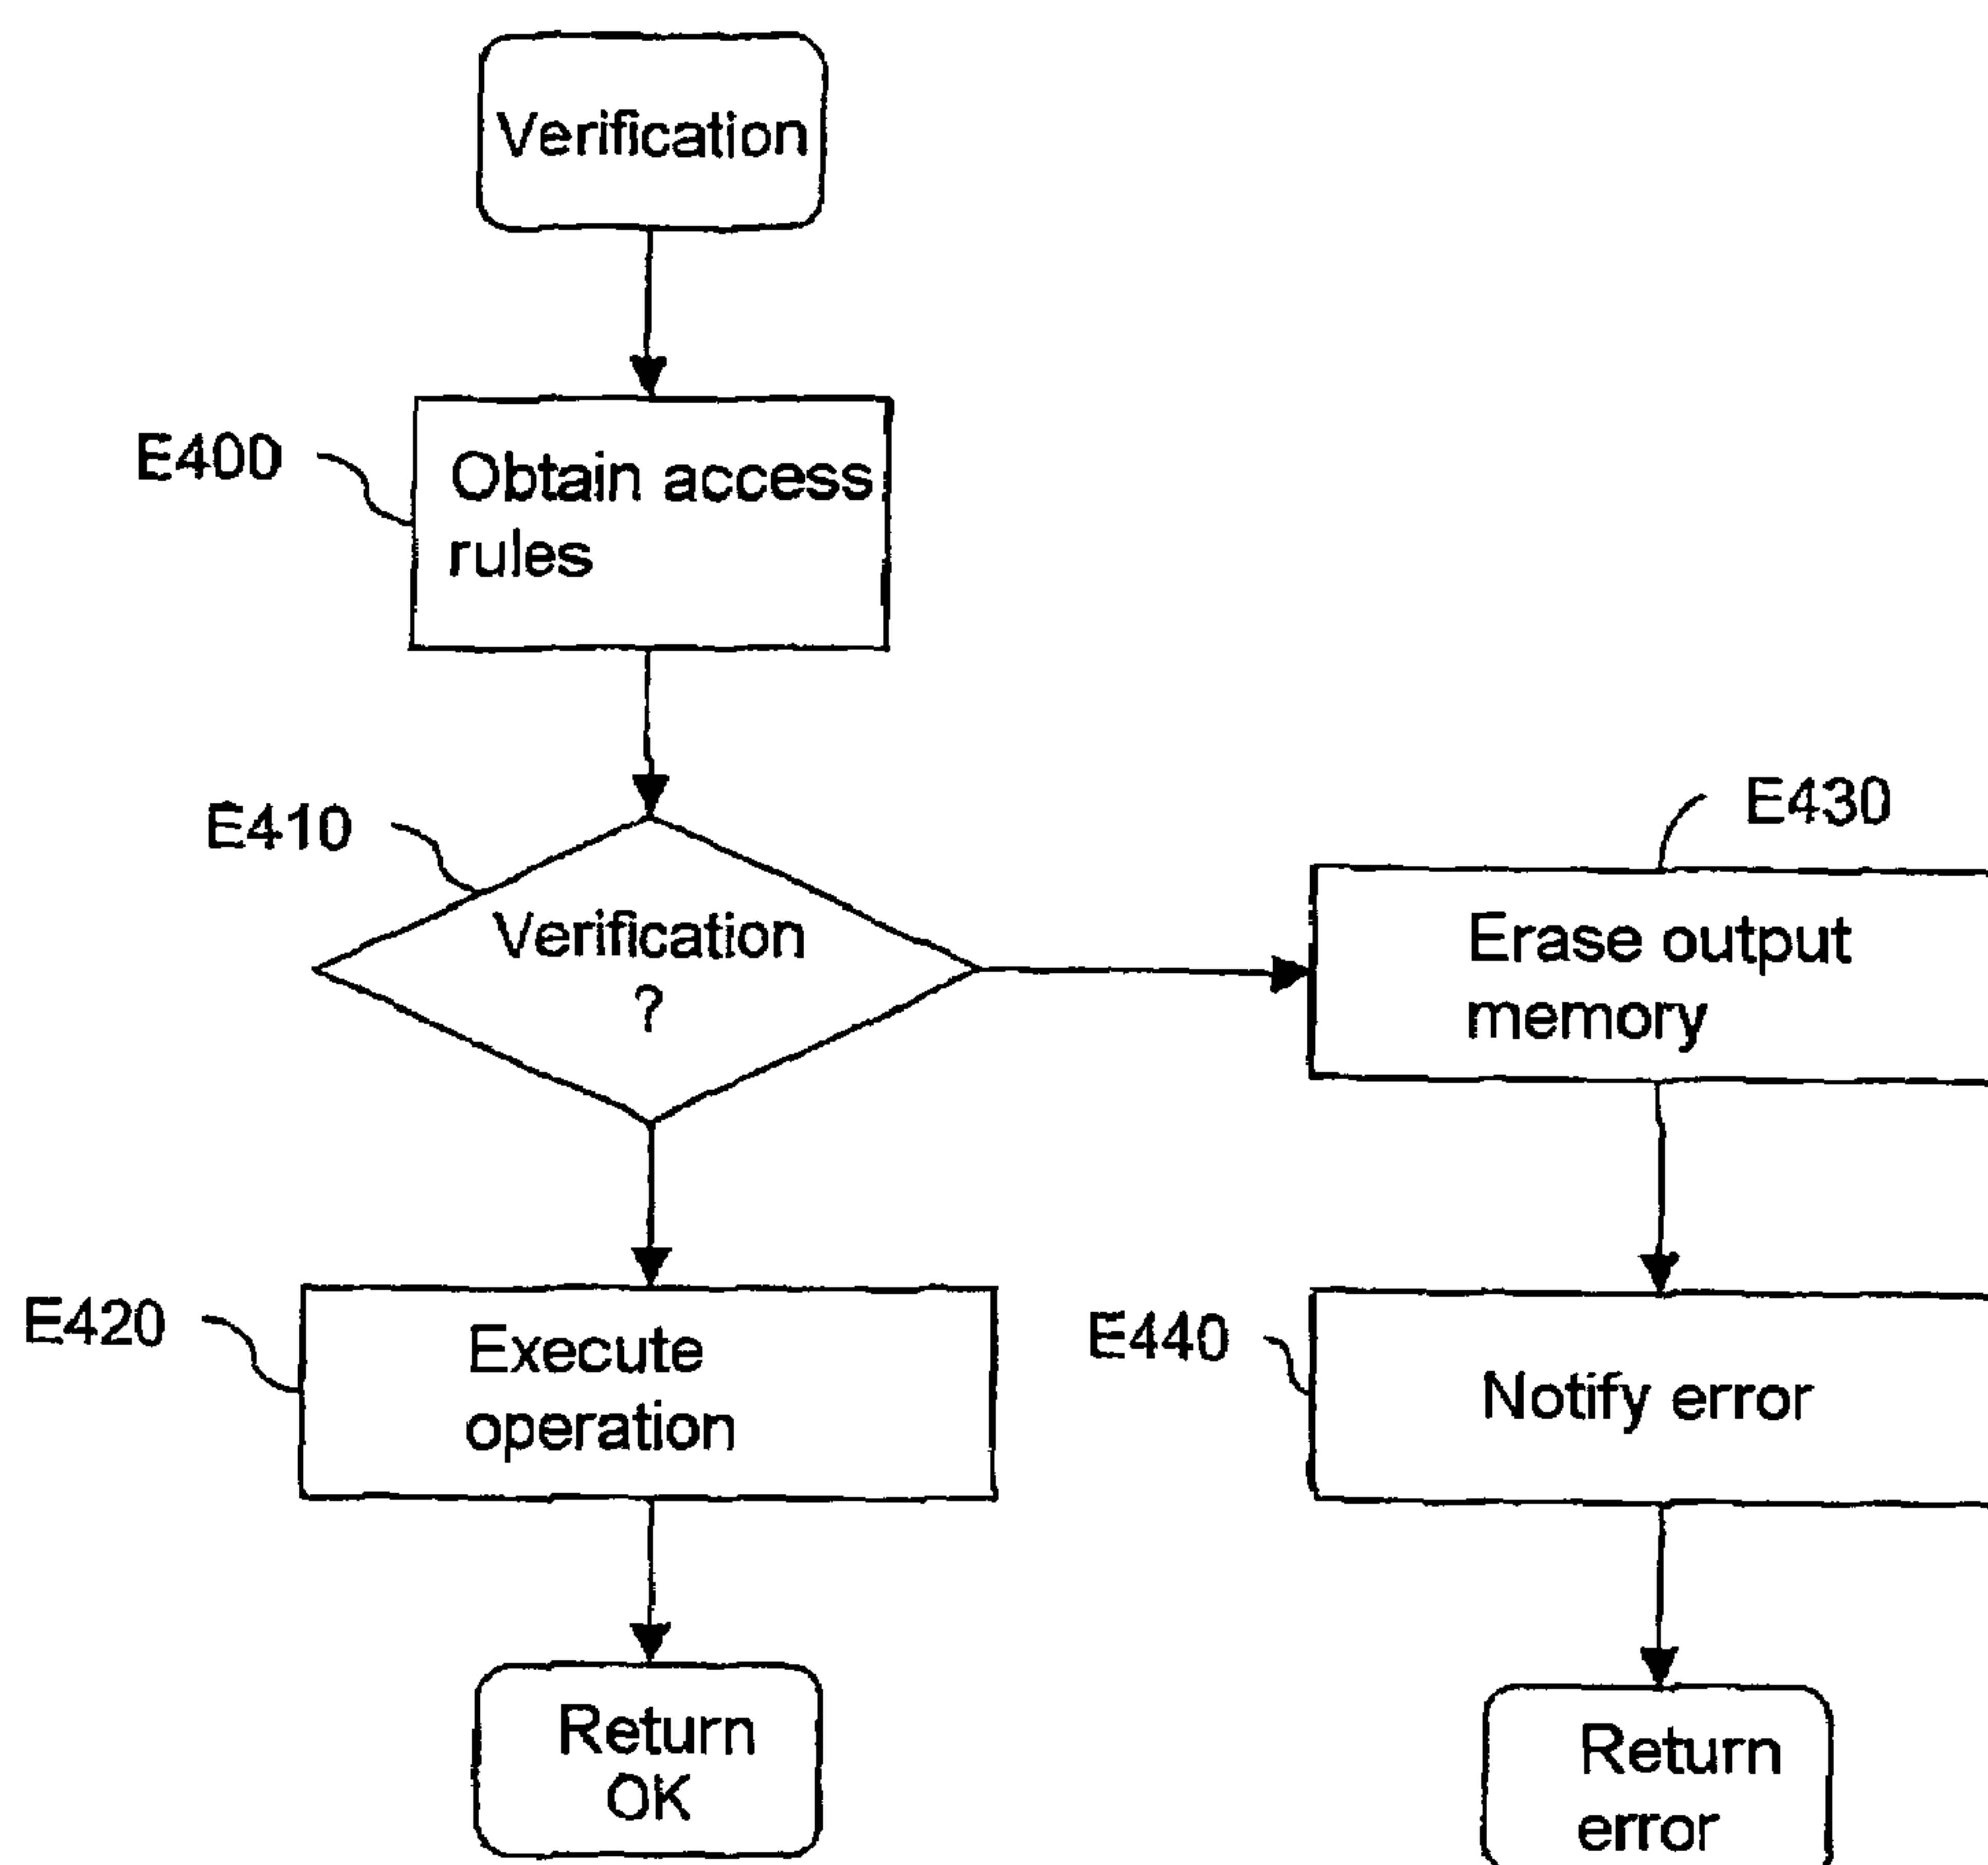 Verification
E400
Obtain access
rules
E410
Verification
?
E430
Erase output
memory
E420
Execute
operation
E440
Notify error
Return
OK
Return
error